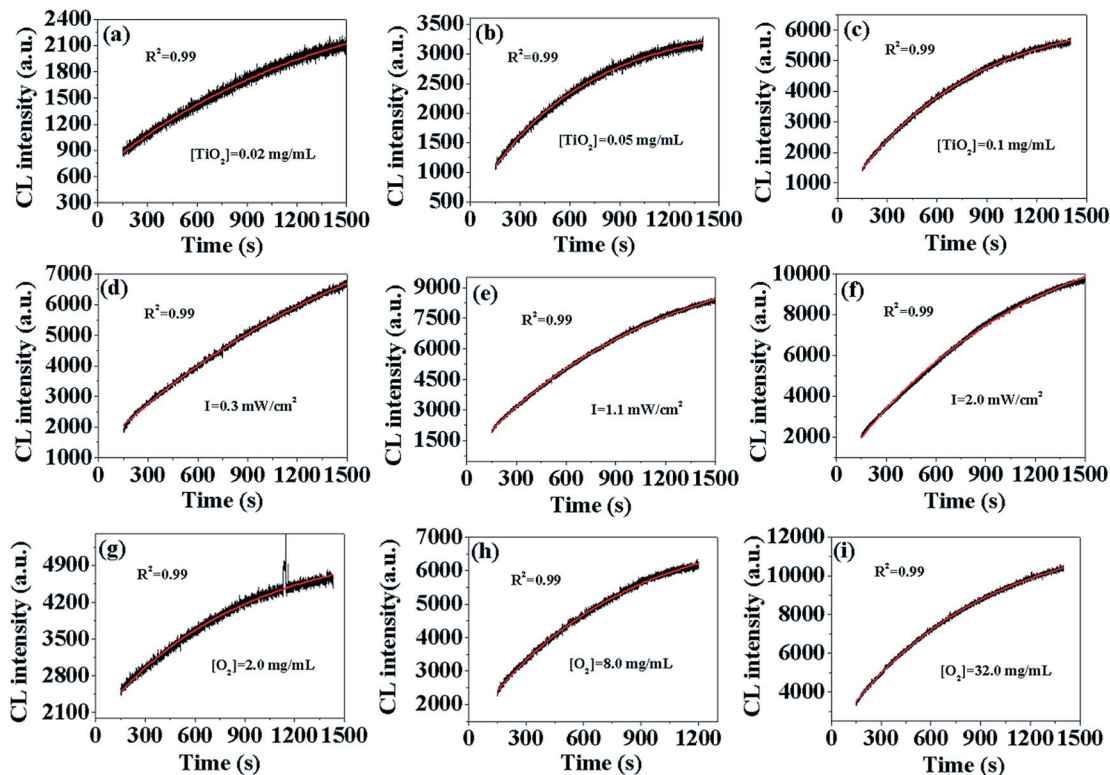 (a)
R²=0.99
[TiO₂]=0.02 mg/mL
CL intensity (a.u.)
2400
2100
1800
1500
1200
900
600
300
0 300 600 900 1200 1500
Time (s)
(b)
R²=0.99
[TiO₂]=0.05 mg/mL
CL intensity (a.u.)
3500
3000
2500
2000
1500
1000
500
0 300 600 900 1200 1500
Time (s)
(c)
R²=0.99
[TiO₂]=0.1 mg/mL
CL intensity (a.u.)
6000
5000
4000
3000
2000
1000
0 300 600 900 1200 1500
Time (s)
(d)
R²=0.99
I=0.3 mW/cm²
CL intensity (a.u.)
7000
6000
5000
4000
3000
2000
1000
0 300 600 900 1200 1500
Time (s)
(e)
R²=0.99
I=1.1 mW/cm²
CL intensity (a.u.)
9000
7500
6000
4500
3000
1500
0 300 600 900 1200 1500
Time (s)
(f)
R²=0.99
I=2.0 mW/cm²
CL intensity (a.u.)
10000
8000
6000
4000
2000
0 300 600 900 1200 1500
Time (s)
(g)
R²=0.99
[O₂]=2.0 mg/mL
CL intensity (a.u.)
4900
4200
3500
2800
2100
0 300 600 900 1200 1500
Time (s)
(h)
R²=0.99
[O₂]=8.0 mg/mL
CL intensity(a.u.)
7000
6000
5000
4000
3000
2000
0 300 600 900 1200
Time (s)
(i)
R²=0.99
[O₂]=32.0 mg/mL
CL intensity (a.u.)
12000
10000
8000
6000
4000
0 300 600 900 1200 1500
Time (s)